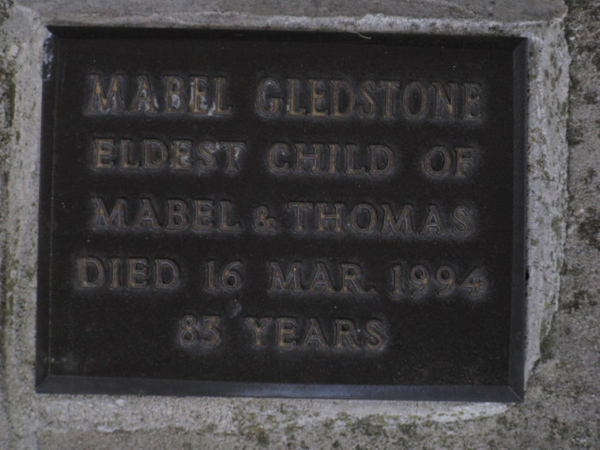 MABEL GLEDSTONE
ELDEST CHILD OF
MABEL & THOMAS
DIED 16 MAR. 1994
85 YEARS